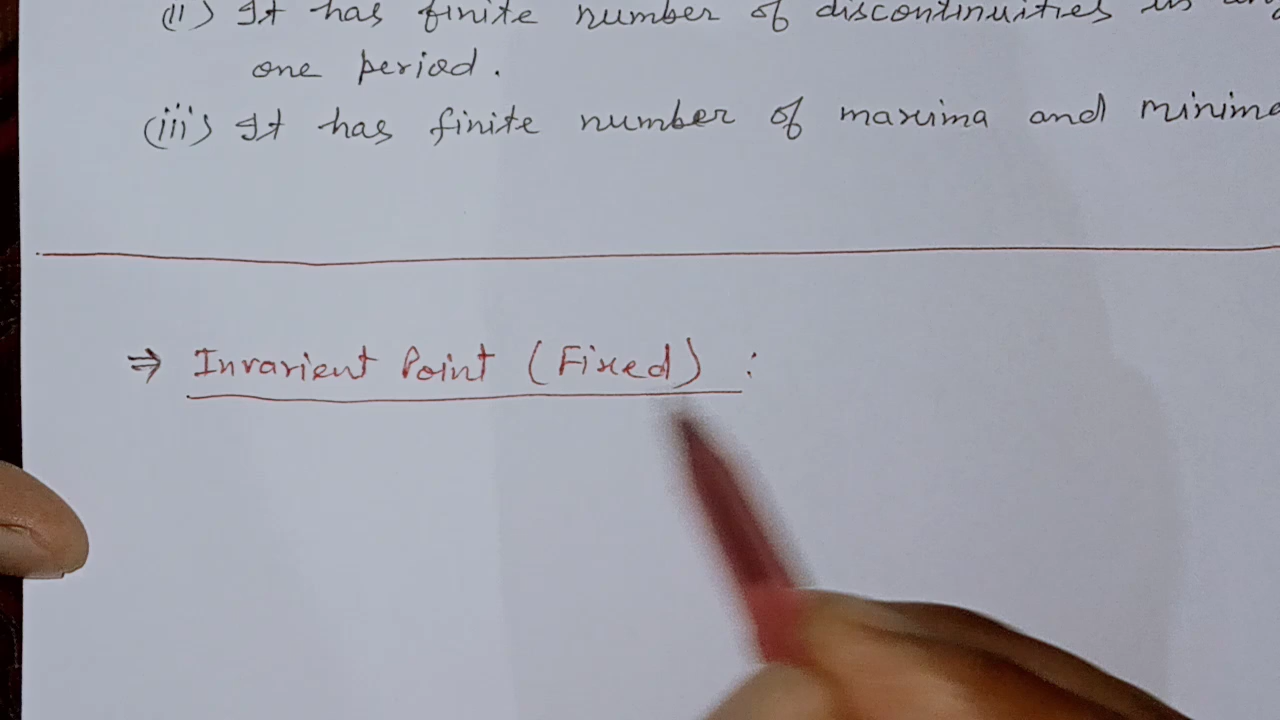 (ii) It has finite number of discontinuities in
one period.
(iii) It has finite number of maxima and minima
⇒ Invarient Point (Fixed) :